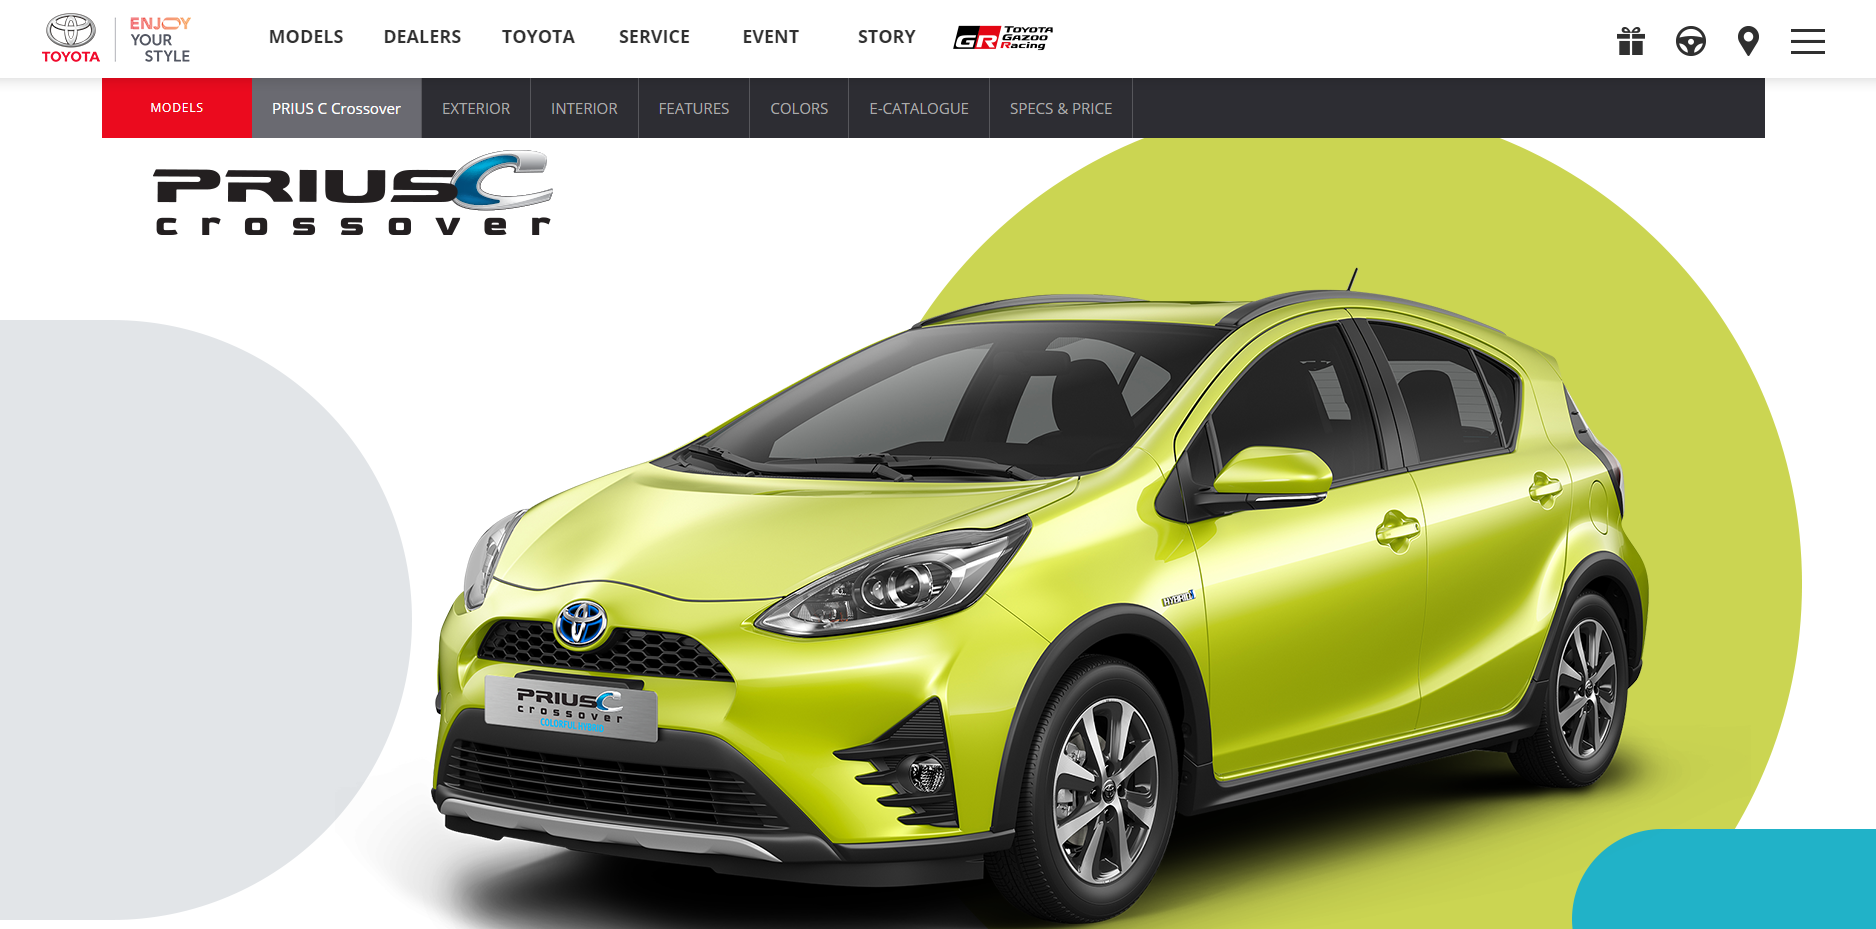 TOYOTA
ENJOY
YOUR
STYLE
MODELS DEALERS TOYOTA SERVICE EVENT STORY
GR TOYOTA
GAZOO
Racing
MODELS PRIUS C Crossover EXTERIOR INTERIOR FEATURES COLORS E-CATALOGUE SPECS & PRICE
PRIUS C
crossover
HYBRID
PRIUS C
crossover